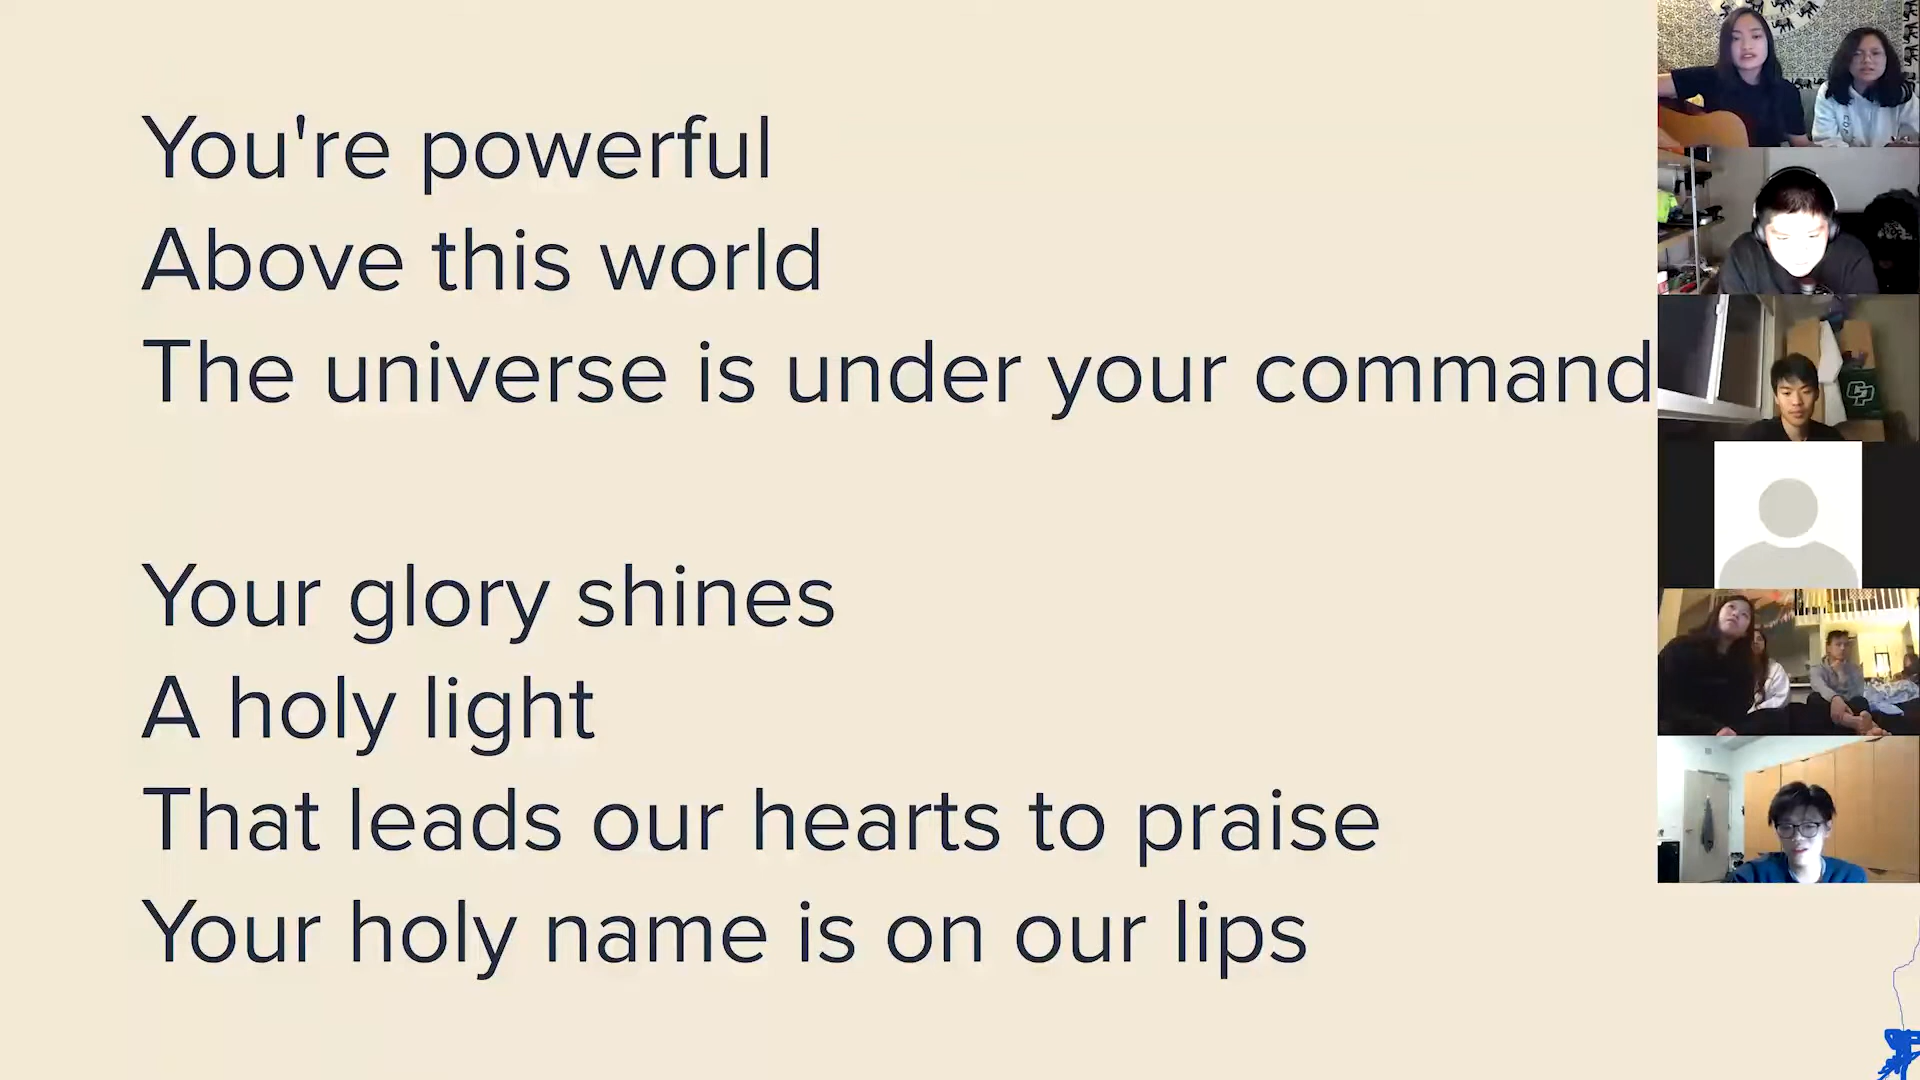 You're powerful
Above this world
The universe is under your command
Your glory shines
A holy light
That leads our hearts to praise
Your holy name is on our lips
CP